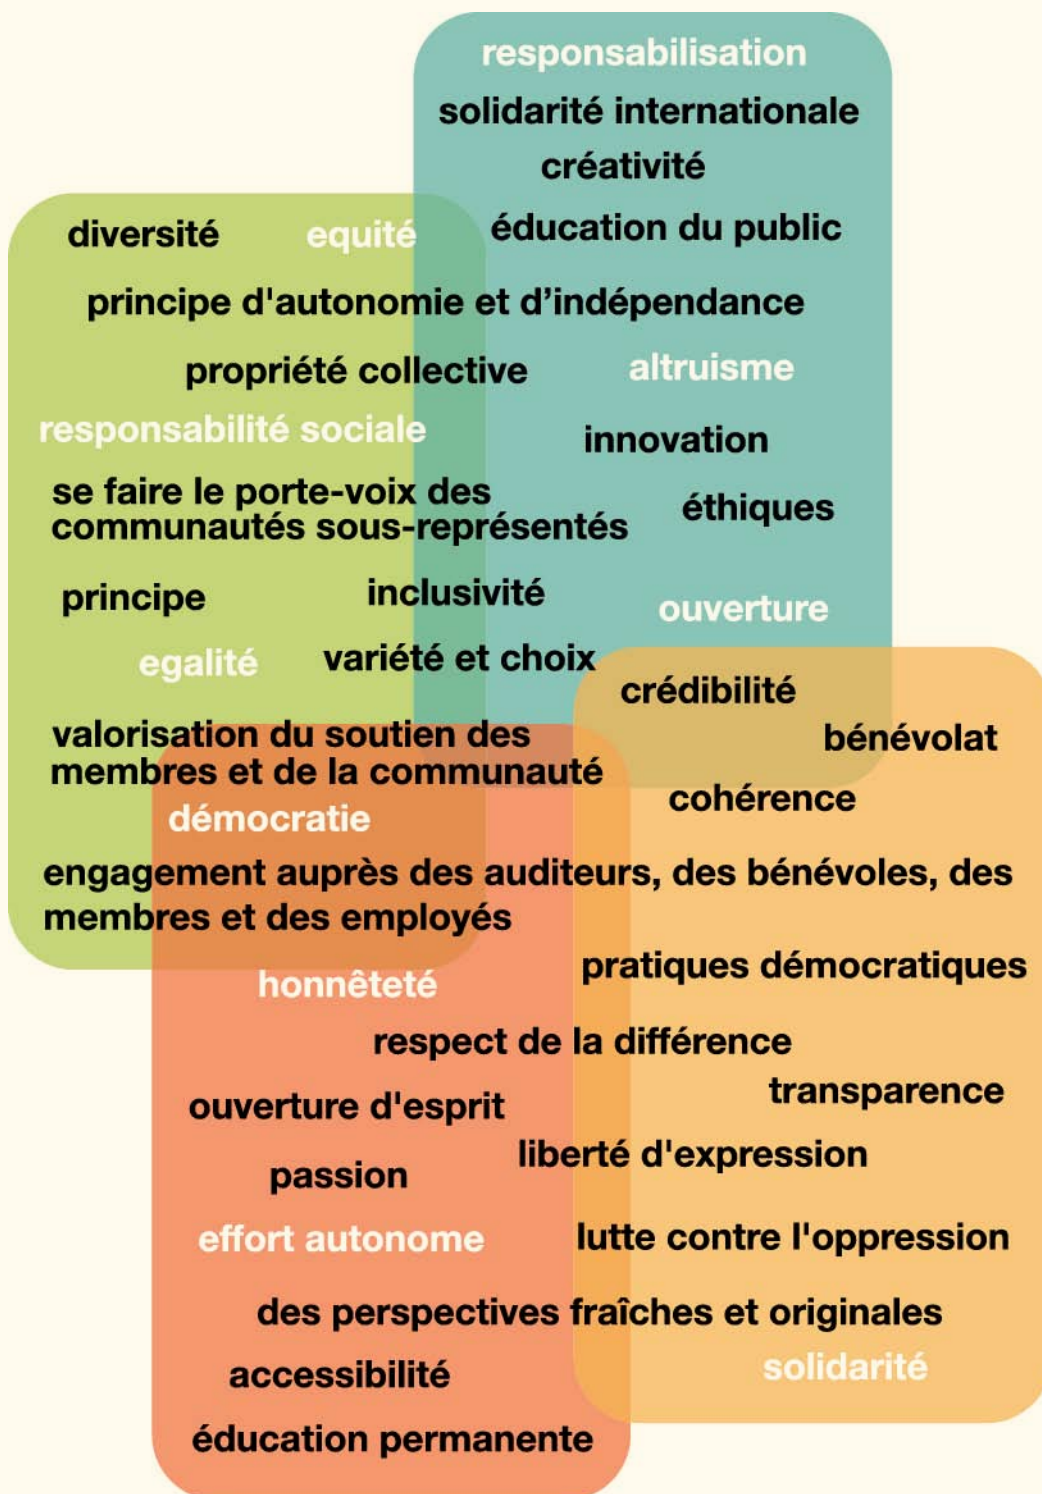 responsabilisation
solidarité internationale
créativité
diversité
equité
éducation du public
principe d'autonomie et d’indépendance
propriété collective
altruisme
responsabilité sociale
innovation
se faire le porte-voix des
communautés sous-représentés
éthiques
principe
inclusivité
ouverture
egalité
variété et choix
crédibilité
valorisation du soutien des
membres et de la communauté
bénévolat
cohérence
démocratie
engagement auprès des auditeurs, des bénévoles, des
membres et des employés
pratiques démocratiques
honnêteté
respect de la différence
transparence
ouverture d'esprit
liberté d'expression
passion
effort autonome
lutte contre l'oppression
des perspectives fraîches et originales
solidarité
accessibilité
éducation permanente